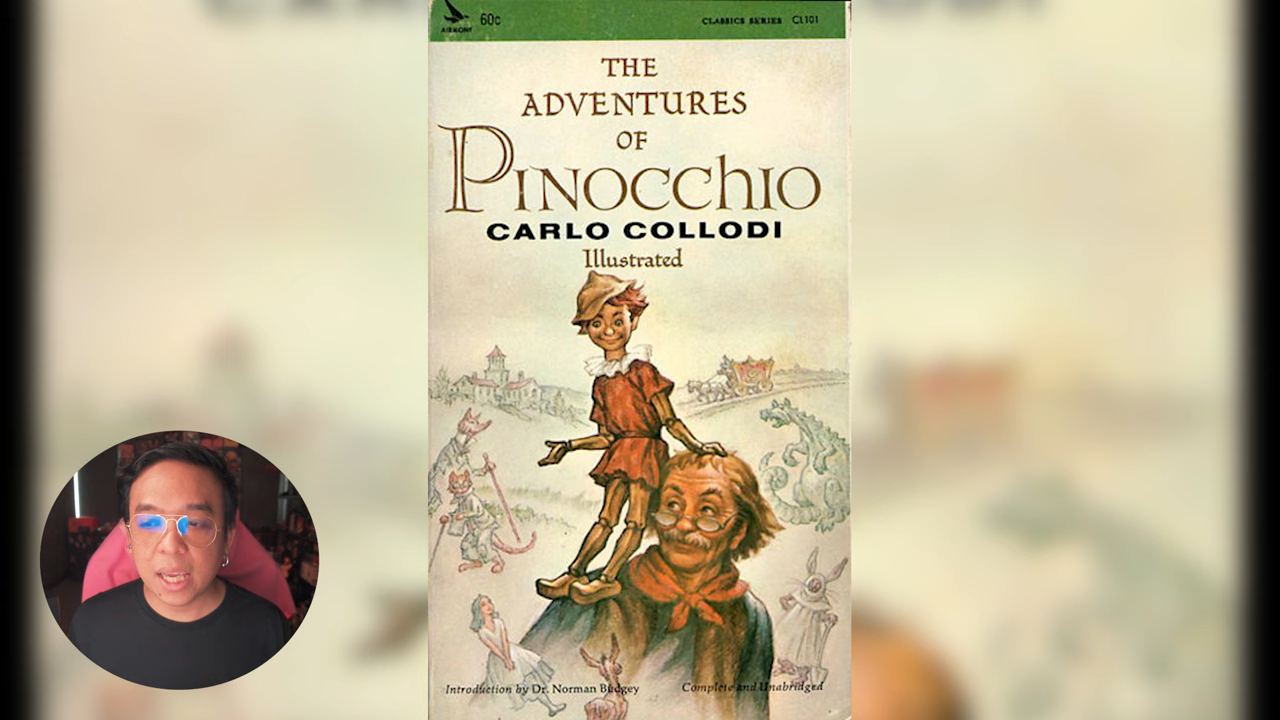 AIRMONT
60c
CLASSICS SERIES CL101
THE
ADVENTURES
OF
PINOCCHIO
CARLO COLLODI
Illustrated
Introduction by Dr. Norman Budgey
Complete and Unabridged